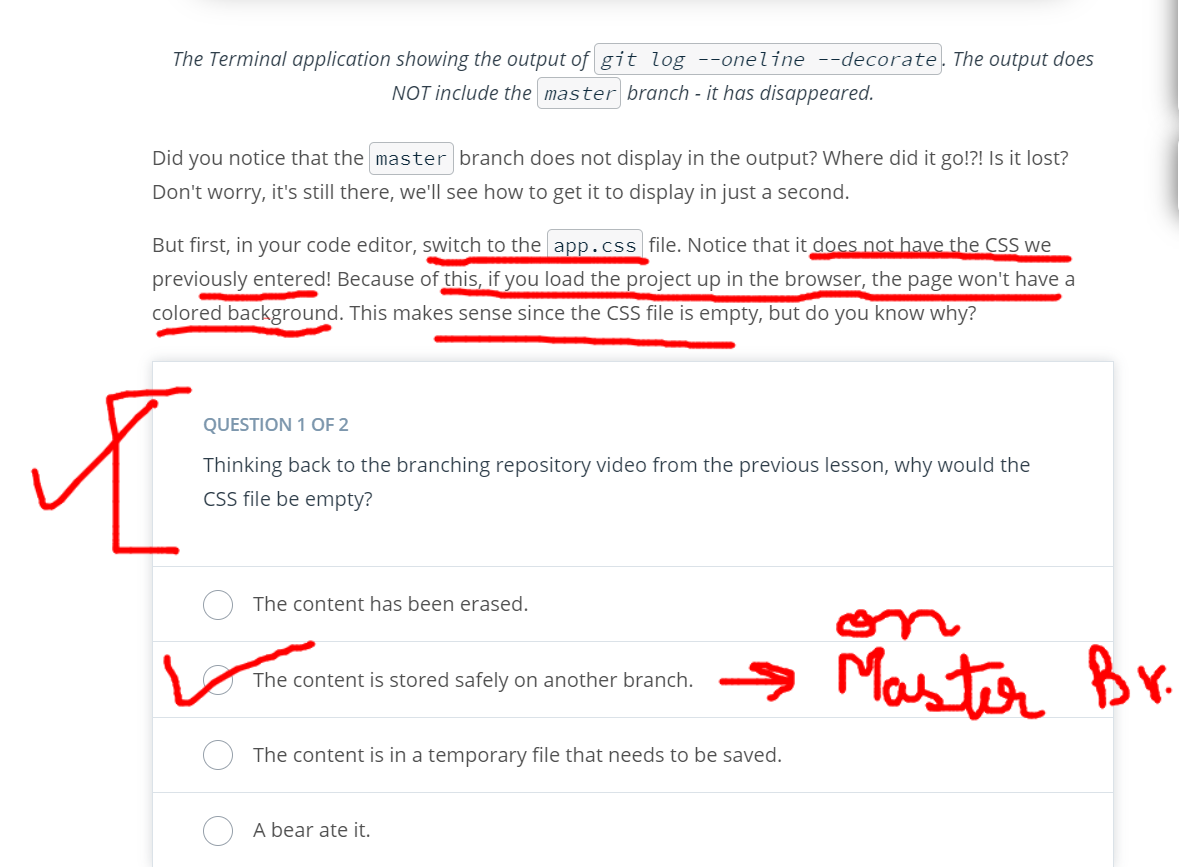 The Terminal application showing the output of git log --oneline --decorate. The output does
NOT include the master branch - it has disappeared.
Did you notice that the master branch does not display in the output? Where did it go!?! Is it lost?
Don't worry, it's still there, we'll see how to get it to display in just a second.
But first, in your code editor, switch to the app.css file. Notice that it does not have the CSS we
previously entered! Because of this, if you load the project up in the browser, the page won't have a
colored background. This makes sense since the CSS file is empty, but do you know why?
QUESTION 1 OF 2
Thinking back to the branching repository video from the previous lesson, why would the
CSS file be empty?
The content has been erased.
on
The content is stored safely on another branch. → Master Br.
The content is in a temporary file that needs to be saved.
A bear ate it.